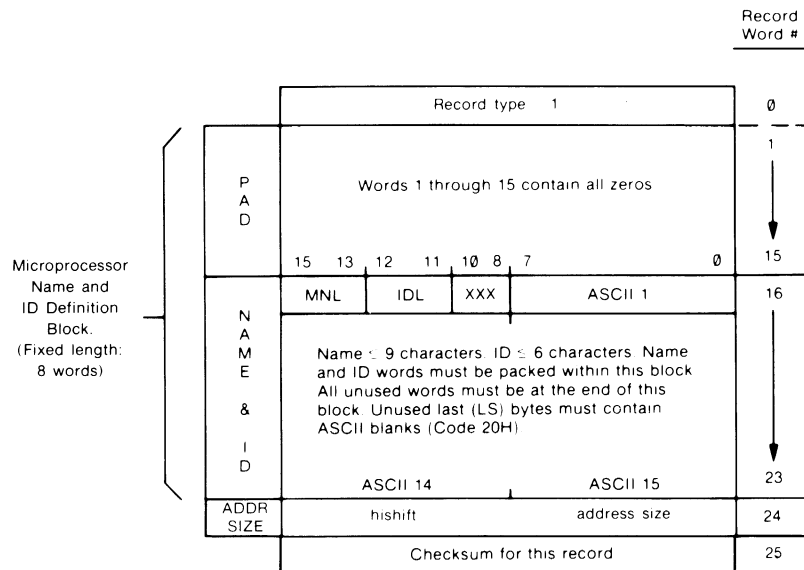 Record
Word #
Record type 1
Ø
1
P
A
D
Words 1 through 15 contain all zeros
15 13 12 11 10 8 7 Ø
15
Microprocessor
Name and
ID Definition
Block.
(Fixed length:
8 words)
MNL IDL XXX ASCII 1
16
N
A
M
E
&
I
D
Name ≤ 9 characters. ID ≤ 6 characters. Name
and ID words must be packed within this block
All unused words must be at the end of this
block. Unused last (LS) bytes must contain
ASCII blanks (Code 20H)
ASCII 14 ASCII 15
23
ADDR
SIZE
hishift address size
24
Checksum for this record
25